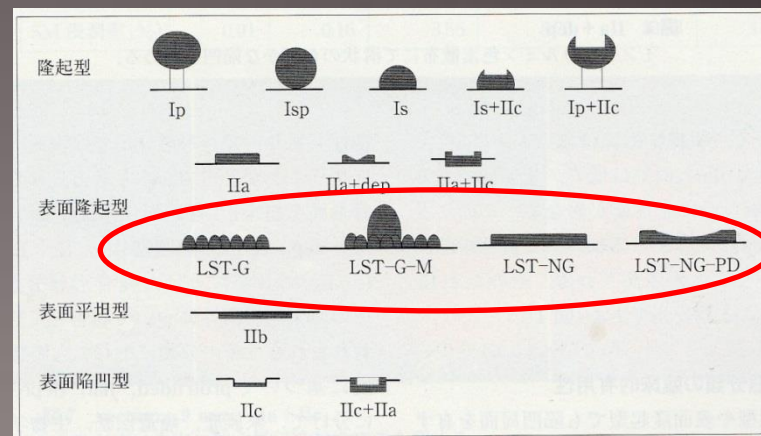 隆起型
Ip Isp Is Is+IIc Ip+IIc
IIa IIa+dep IIa+IIc
表面隆起型
LST-G LST-G-M LST-NG LST-NG-PD
表面平坦型
IIb
表面陥凹型
IIc IIc+IIa